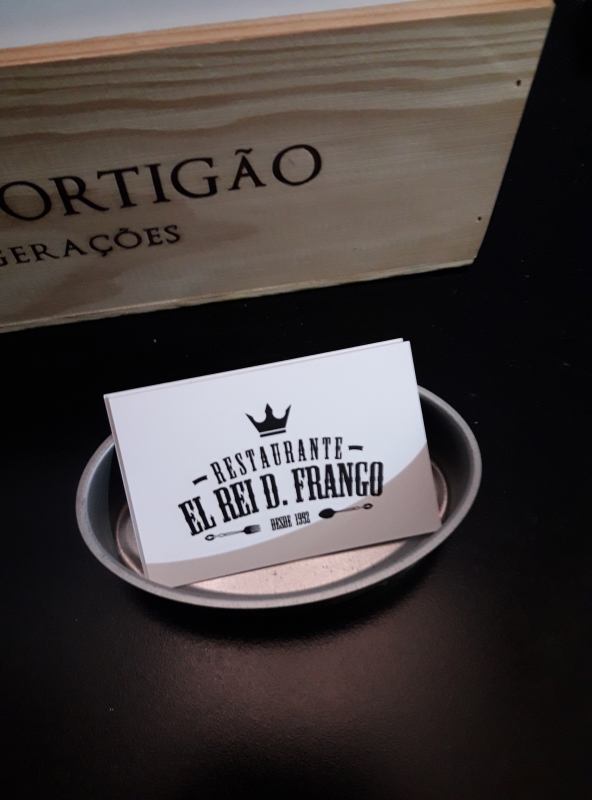 ORTIGÃO
GERAÇÕES
RESTAURANTE
EL REI D. FRANGO
DESDE 1992